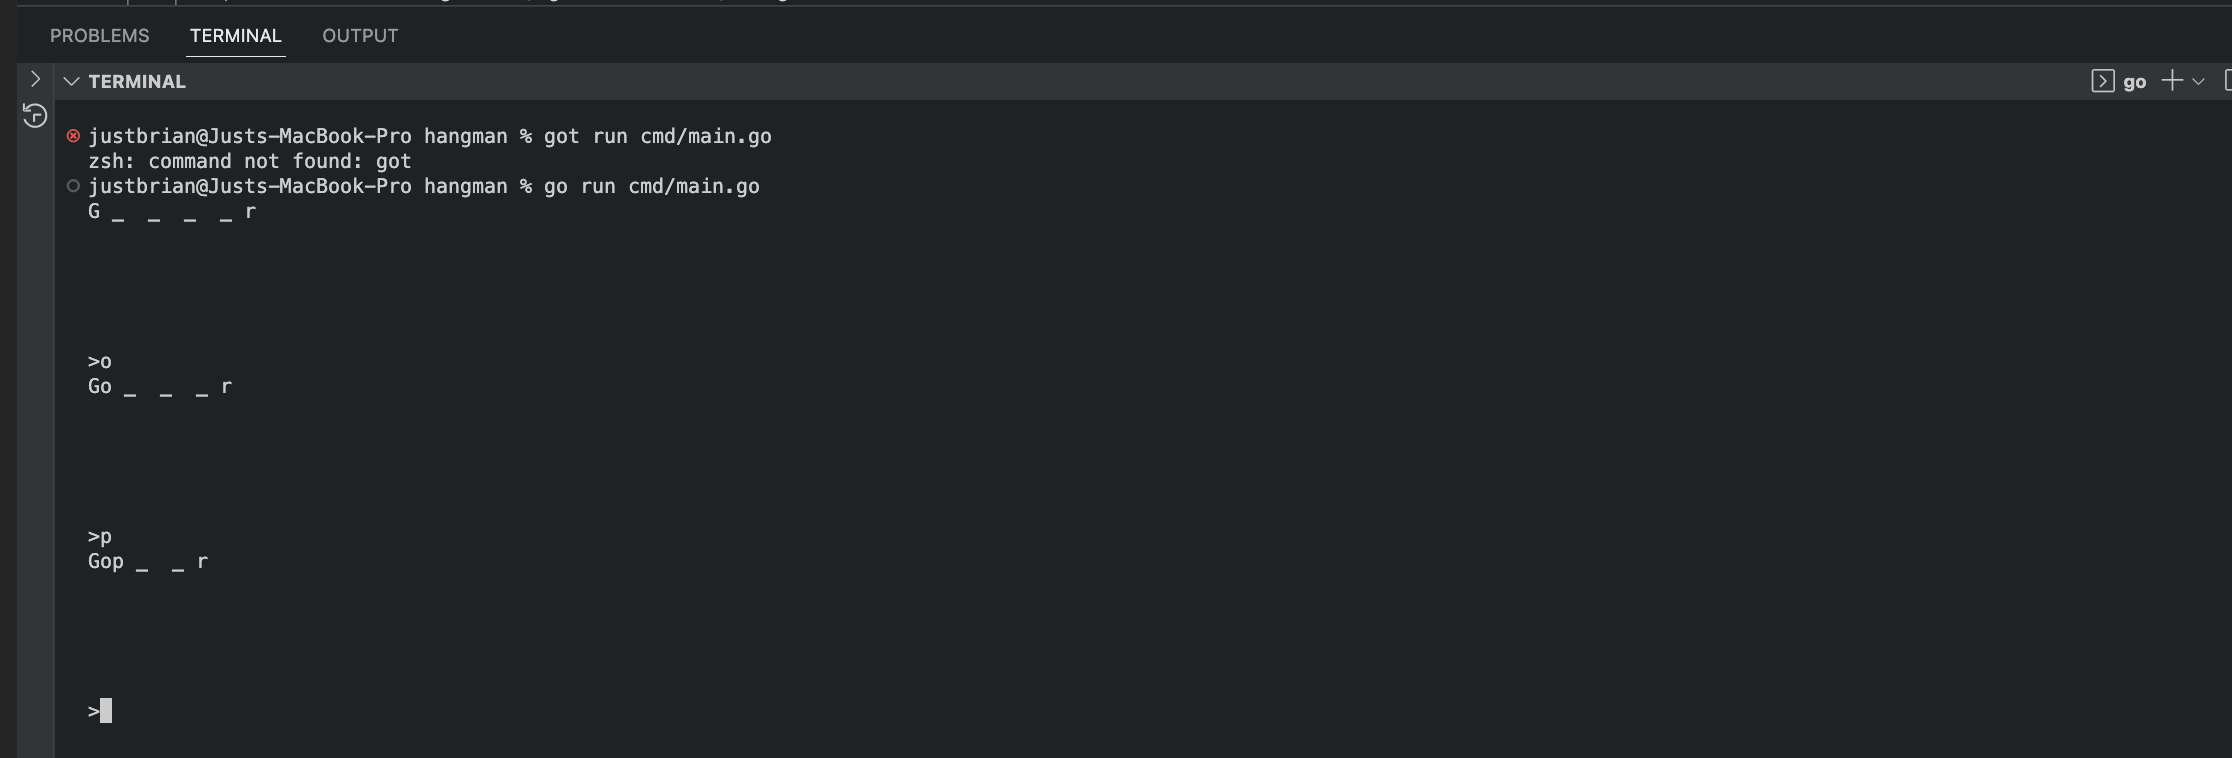 PROBLEMS TERMINAL OUTPUT
TERMINAL go
justbrian@Justs-MacBook-Pro hangman % got run cmd/main.go
zsh: command not found: got
justbrian@Justs-MacBook-Pro hangman % go run cmd/main.go
G _  _  _  _ r
>o
Go _  _  _ r
>p
Gop _  _ r
>